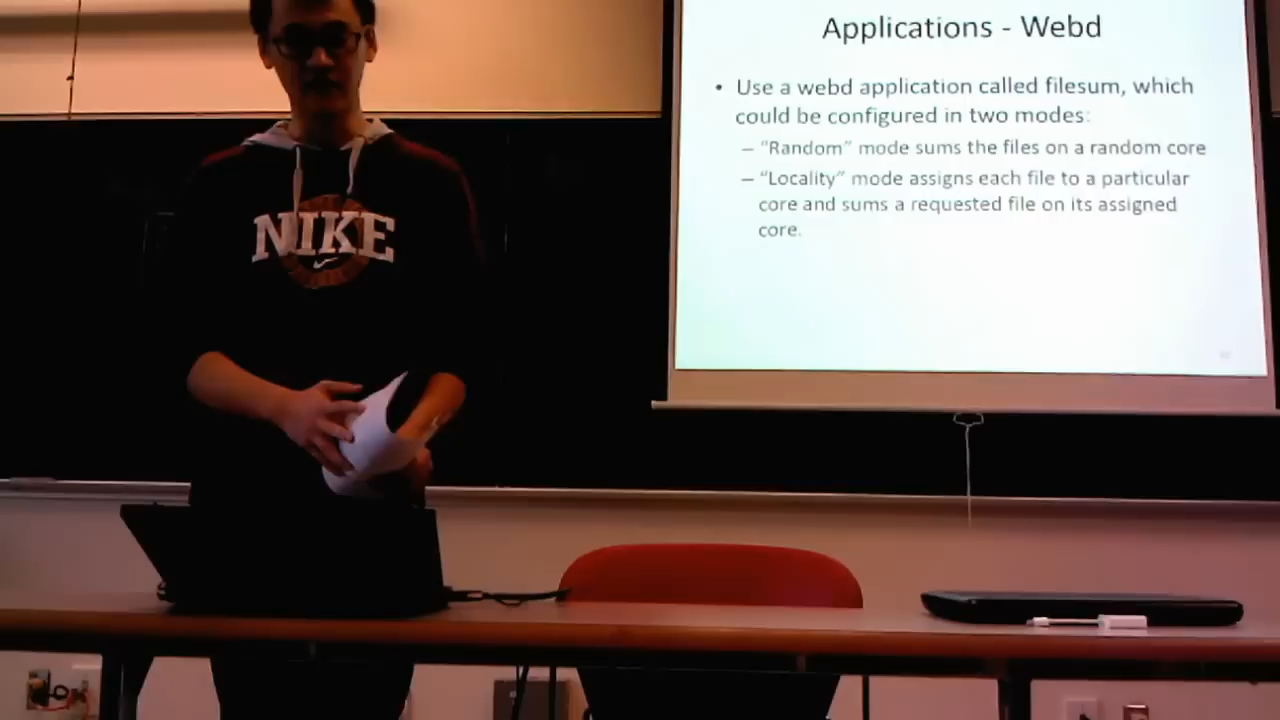 Applications - Webd
• Use a webd application called filesum, which
could be configured in two modes:
– “Random” mode sums the files on a random core
– “Locality” mode assigns each file to a particular
core and sums a requested file on its assigned
core.
NIKE